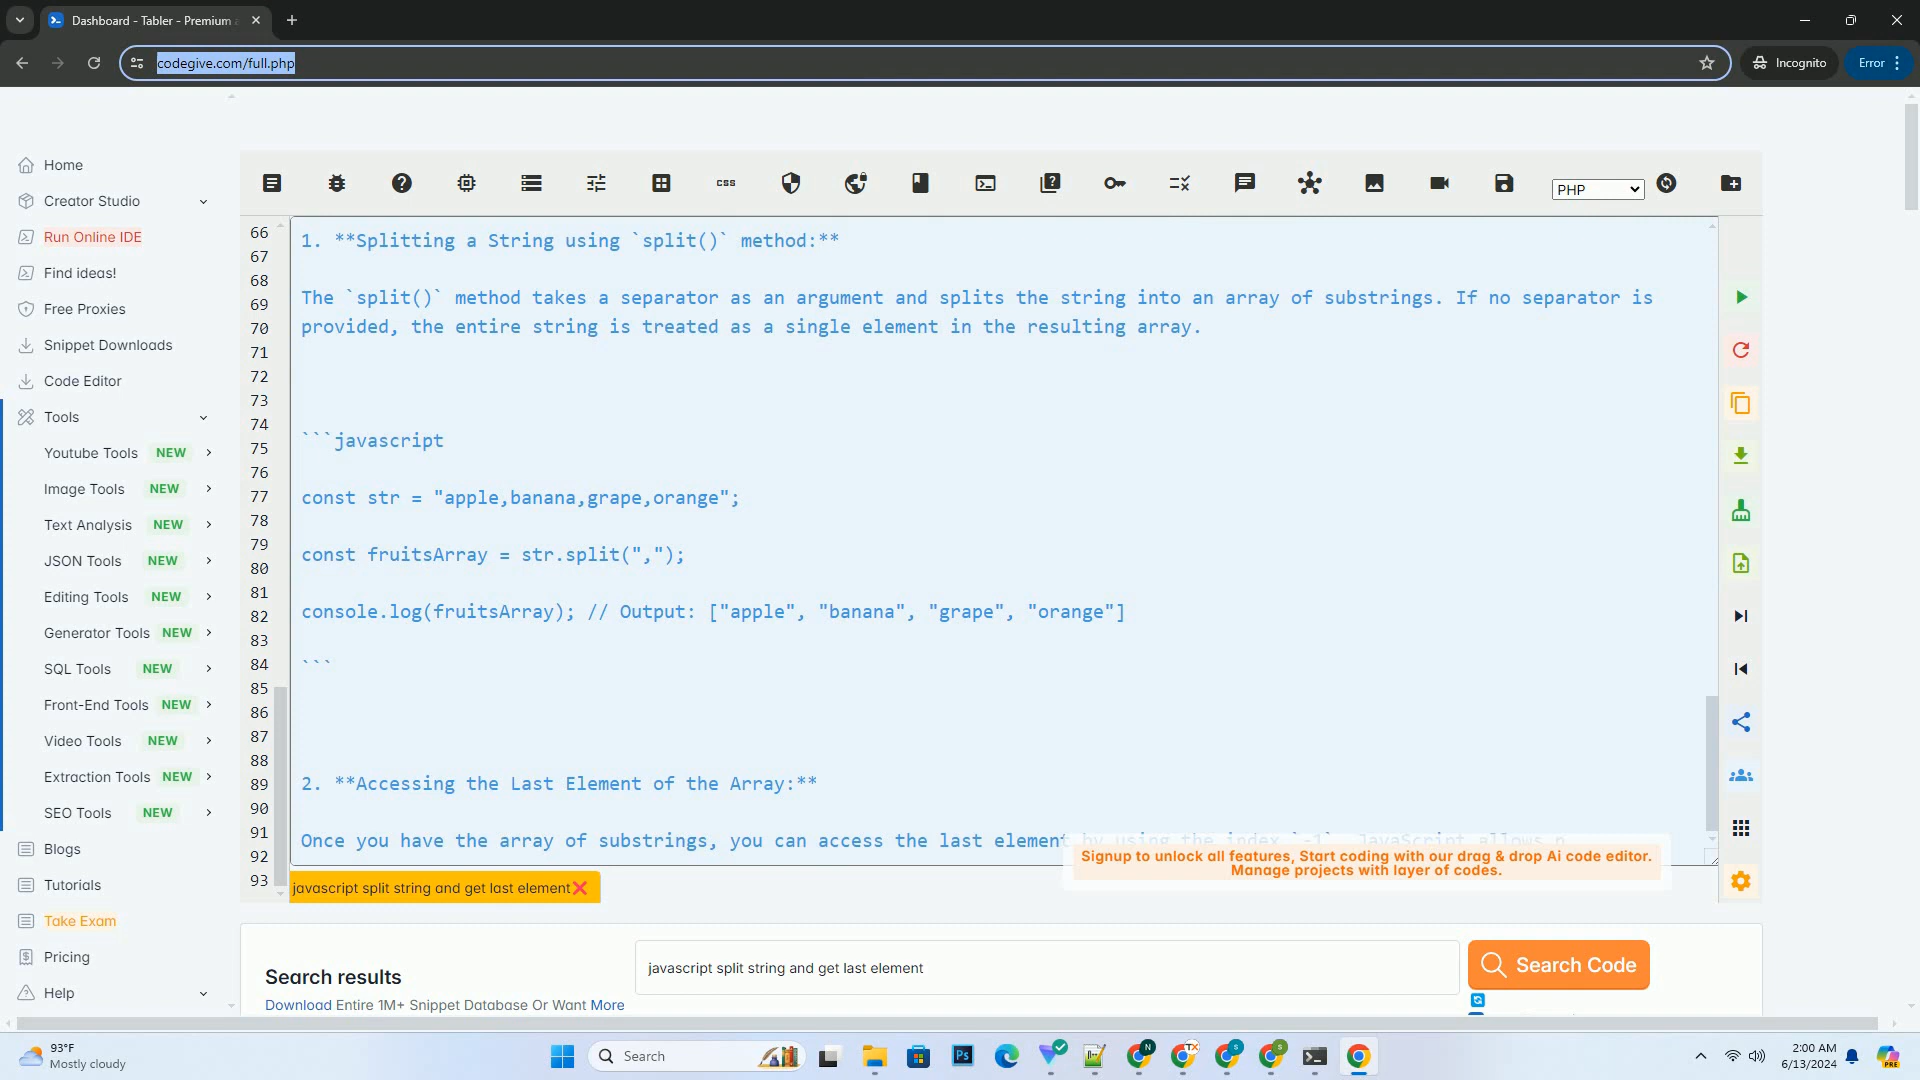 Dashboard - Tabler - Premium
codegive.com/full.php
Incognito
Error
Home
Creator Studio
Run Online IDE
Find ideas!
Free Proxies
Snippet Downloads
Code Editor
Tools
Youtube Tools NEW
Image Tools NEW
Text Analysis NEW
JSON Tools NEW
Editing Tools NEW
Generator Tools NEW
SQL Tools NEW
Front-End Tools NEW
Video Tools NEW
Extraction Tools NEW
SEO Tools NEW
Blogs
Tutorials
Take Exam
Pricing
Help
css
PHP
66
67
68
69
70
71
72
73
74
75
76
77
78
79
80
81
82
83
84
85
86
87
88
89
90
91
92
93
1. **Splitting a String using `split()` method:**
The `split()` method takes a separator as an argument and splits the string into an array of substrings. If no separator is
provided, the entire string is treated as a single element in the resulting array.
```javascript
const str = "apple,banana,grape,orange";
const fruitsArray = str.split(",");
console.log(fruitsArray); // Output: ["apple", "banana", "grape", "orange"]
```
2. **Accessing the Last Element of the Array:**
Once you have the array of substrings, you can access the last element by using the index `-1`. JavaScript allows n
Signup to unlock all features, Start coding with our drag & drop Ai code editor.
Manage projects with layer of codes.
javascript split string and get last element
Search results
Download Entire 1M+ Snippet Database Or Want More
javascript split string and get last element
Search Code
93°F
Mostly cloudy
Search
Ps
2:00 AM
6/13/2024